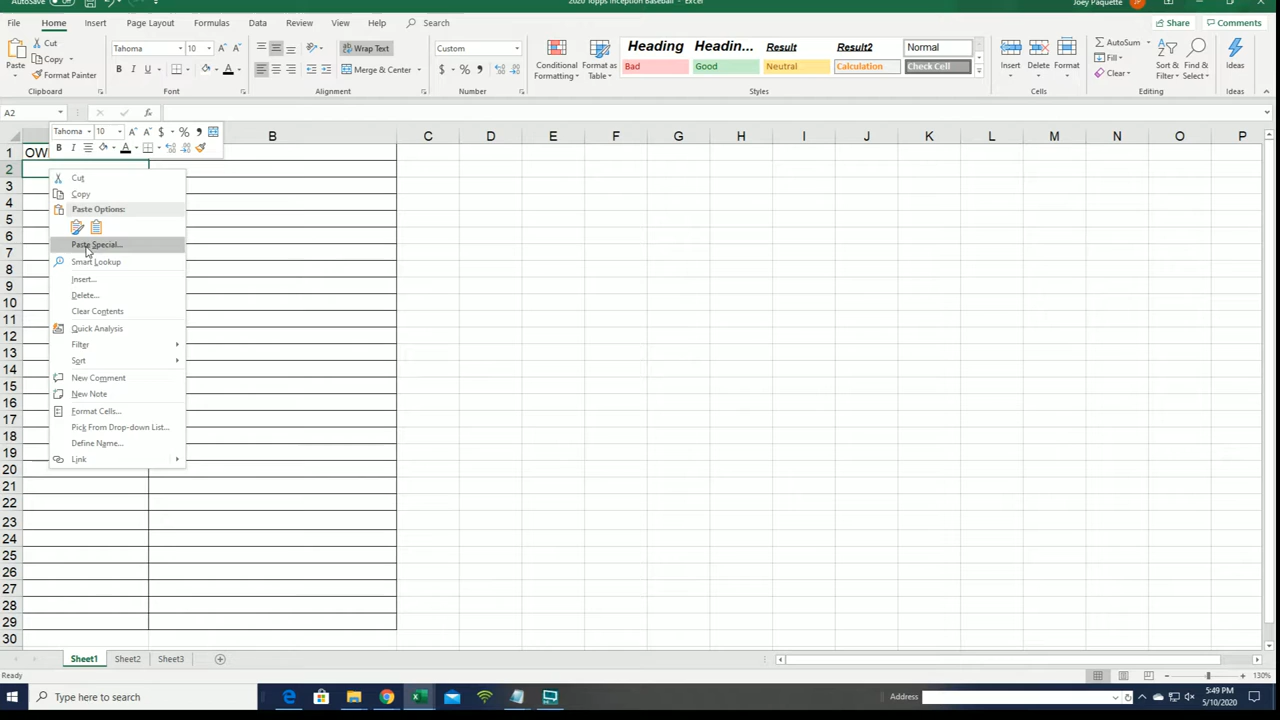 AutoSave
2020 Topps Inception Baseball - Excel
Joey Paquette
File Home Insert Page Layout Formulas Data Review View Help Search
Share Comments
Paste
Cut
Copy
Format Painter
Clipboard
Tahoma 10
B I U
Font
Wrap Text
Merge & Center
Alignment
Custom
$ % ,
Number
Conditional Formatting
Format as Table
Heading Headin... Result Result2 Normal
Bad Good Neutral Calculation Check Cell
Styles
Insert Delete Format
Cells
AutoSum
Fill
Clear
Sort & Filter
Find & Select
Editing
Ideas
Ideas
A2
fx
Tahoma 10 A A $ % ,
B I A
B C D E F G H I J K L M N O P
1
2
3
4
5
6
7
8
9
10
11
12
13
14
15
16
17
18
19
20
21
22
23
24
25
26
27
28
29
30
Cut
Copy
Paste Options:
Paste Special...
Smart Lookup
Insert...
Delete...
Clear Contents
Quick Analysis
Filter
Sort
New Comment
New Note
Format Cells...
Pick From Drop-down List...
Define Name...
Link
Sheet1 Sheet2 Sheet3
Ready
130%
Type here to search
Address
5:49 PM
5/10/2020